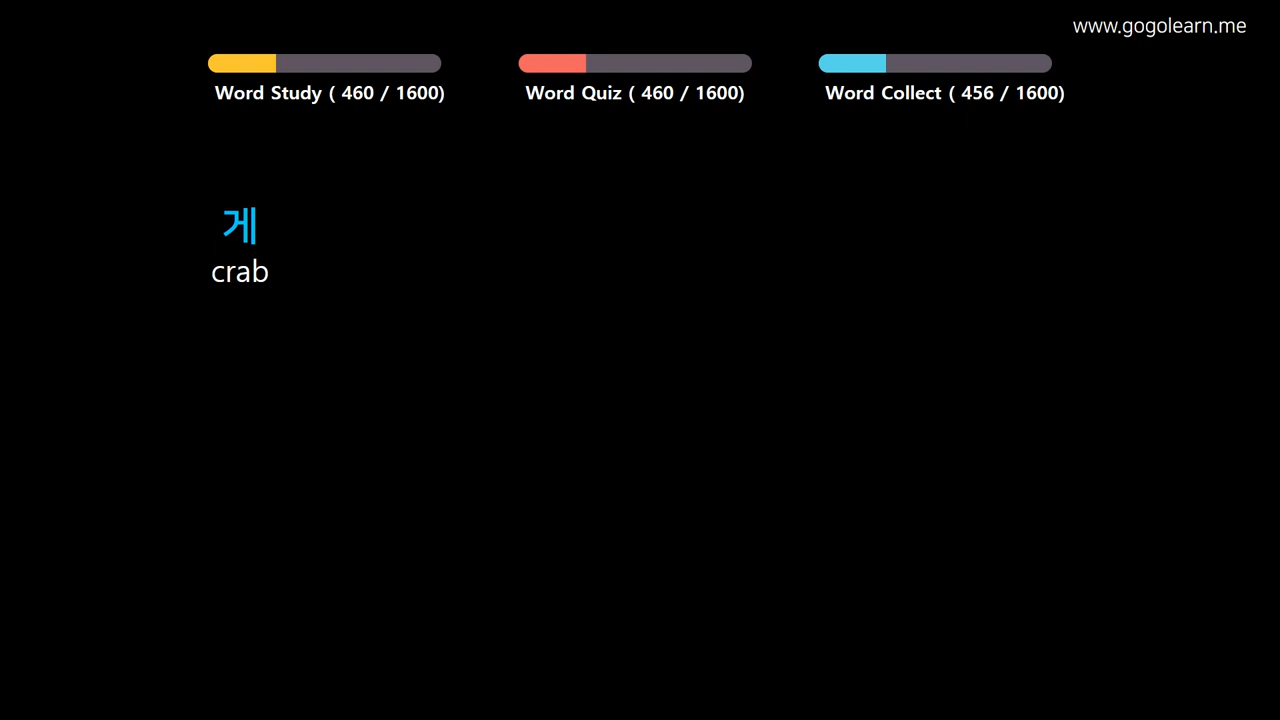 www.gogolearn.me
Word Study ( 460 / 1600)
Word Quiz ( 460 / 1600)
Word Collect ( 456 / 1600)
게
crab